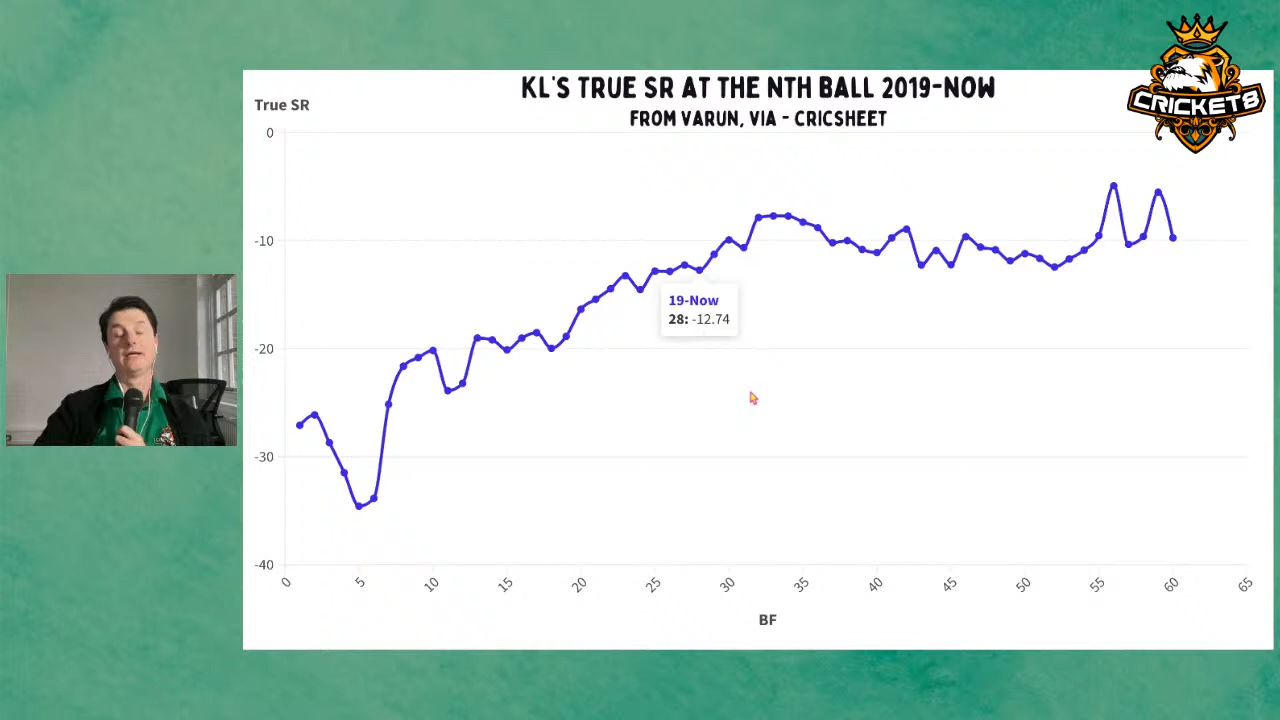 KL'S TRUE SR AT THE NTH BALL 2019-NOW
FROM VARUN, VIA - CRICSHEET
CRICKET8
True SR
0
-10
-20
-30
-40
19-Now
28: -12.74
0 5 10 15 20 25 30 35 40 45 50 55 60 65
BF